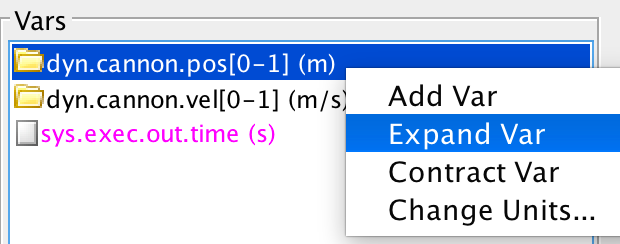 Vars
dyn.cannon.pos[0-1] (m)
dyn.cannon.vel[0-1] (m/s)
sys.exec.out.time (s)
Add Var
Expand Var
Contract Var
Change Units...